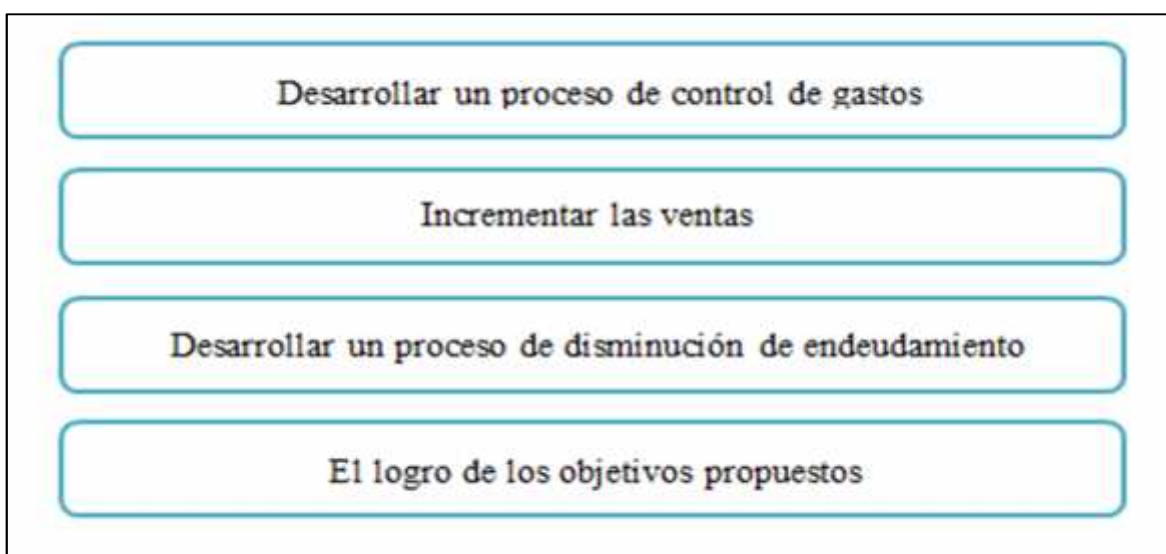 Desarrollar un proceso de control de gastos
Incrementar las ventas
Desarrollar un proceso de disminución de endeudamiento
El logro de los objetivos propuestos